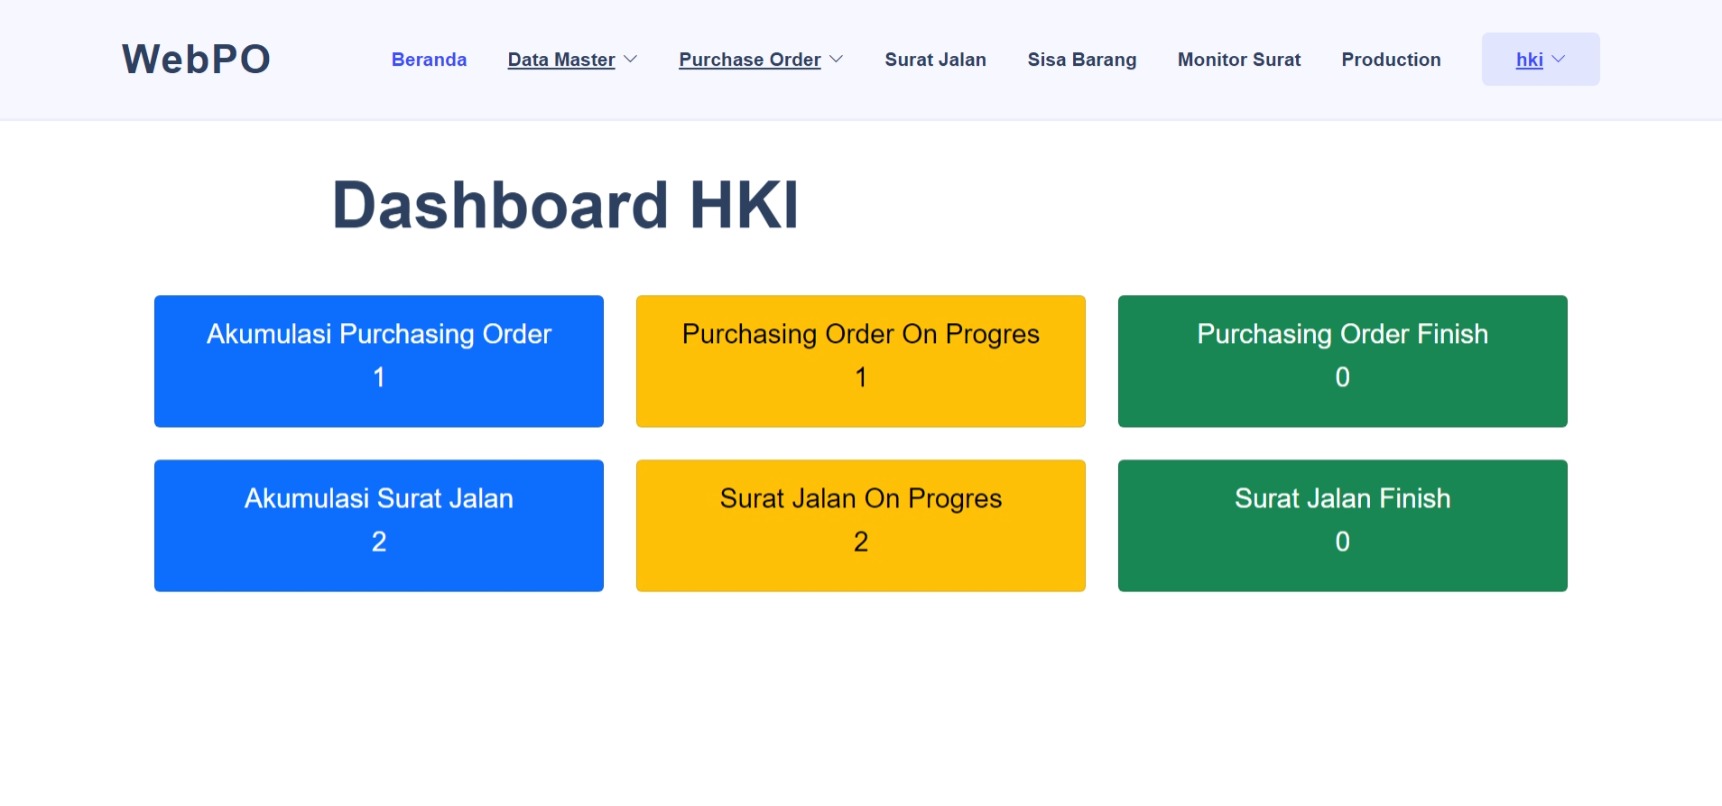 WebPO
Beranda Data Master Purchase Order Surat Jalan Sisa Barang Monitor Surat Production hki
Dashboard HKI
Akumulasi Purchasing Order
1
Purchasing Order On Progres
1
Purchasing Order Finish
0
Akumulasi Surat Jalan
2
Surat Jalan On Progres
2
Surat Jalan Finish
0